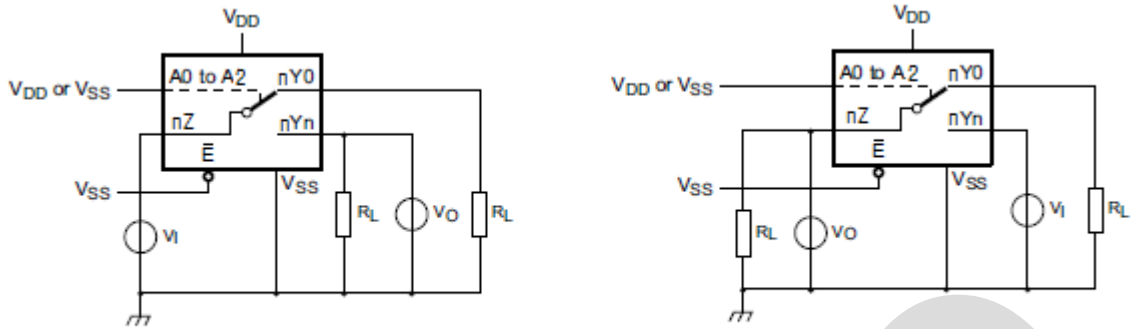 VDD
VDD or VSS
A0 to A2
nY0
nZ
nYn
E̅
VSS
VSS
VI
RL
VO
RL
VDD
VDD or VSS
A0 to A2
nY0
nZ
nYn
E̅
VSS
VSS
RL
VO
VI
RL